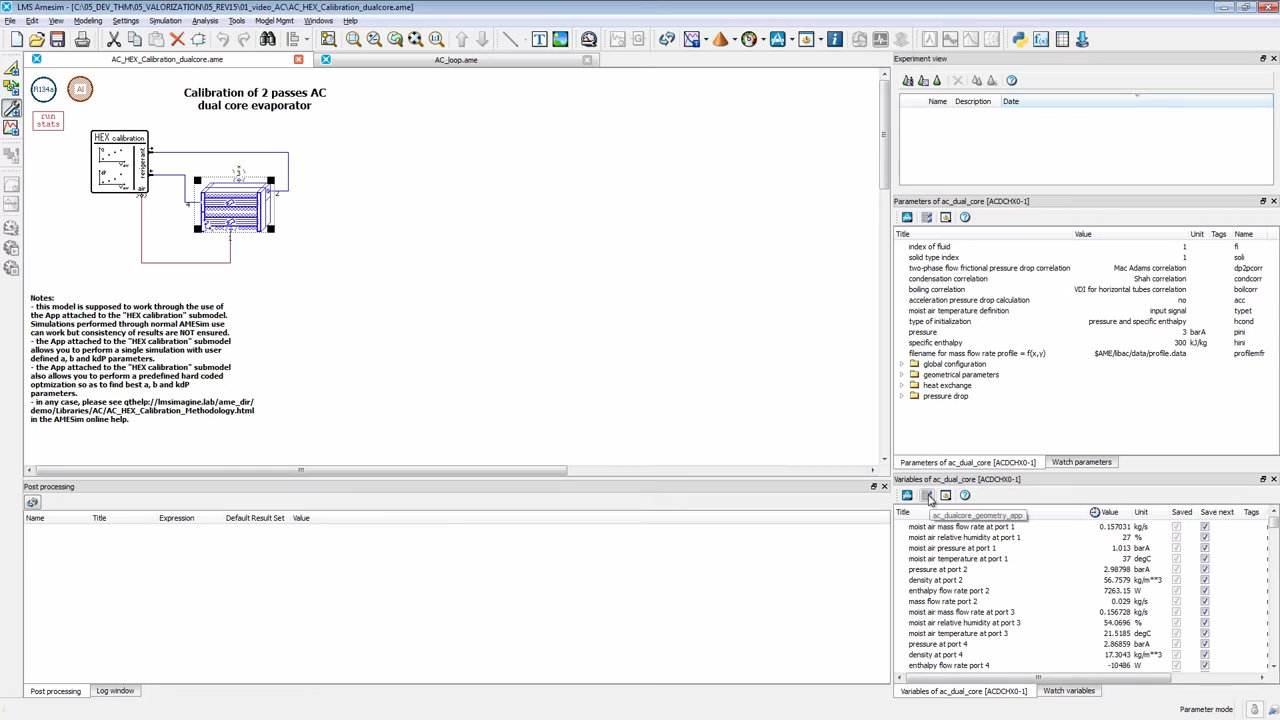 LMS Amesim - [C:\05_DEV_THM\05_VALORIZATION\05_REV15\01_video_AC\AC_HEX_Calibration_dualcore.ame]
File Edit View Modeling Settings Simulation Analysis Tools Model Mgmt Windows Help
AC_HEX_Calibration_dualcore.ame AC_loop.ame
R134a Al
run
stats
Calibration of 2 passes AC
dual core evaporator
HEX calibration
refrigerant
air
3
2
4
1
Notes:
- this model is supposed to work through the use of
the App attached to the "HEX calibration" submodel.
Simulations performed through normal AMESim use
can work but consistency of results are NOT ensured.
- the App attached to the "HEX calibration" submodel
allows you to perform a single simulation with user
defined a, b and kdP parameters.
- the App attached to the "HEX calibration" submodel
also allows you to perform a predefined hard coded
optmization so as to find best a, b and kdP
parameters.
- in any case, please see qthelp://lmsimagine.lab/ame_dir/
demo/Libraries/AC/AC_HEX_Calibration_Methodology.html
in the AMESim online help.
Post processing
Name Title Expression Default Result Set Value
Post processing Log window
Experiment view
Name Description Date
Parameters of ac_dual_core [ACDCHX0-1]
Title Value Unit Tags Name
index of fluid 1 fi
solid type index 1 soli
two-phase flow frictional pressure drop correlation Mac Adams correlation dp2pcorr
condensation correlation Shah correlation condcorr
boiling correlation VDI for horizontal tubes correlation boilcorr
acceleration pressure drop calculation no acc
moist air temperature definition input signal typet
type of initialization pressure and specific enthalpy hcond
pressure 3 barA pini
specific enthalpy 300 kJ/kg hini
filename for mass flow rate profile = f(x,y) $AME/libac/data/profile.data profilemfr
global configuration
geometrical parameters
heat exchange
pressure drop
Parameters of ac_dual_core [ACDCHX0-1] Watch parameters
Variables of ac_dual_core [ACDCHX0-1]
ac_dualcore_geometry_app
Title Value Unit Saved Save next Tags
moist air mass flow rate at port 1 0.157031 kg/s
moist air relative humidity at port 1 27 %
moist air pressure at port 1 1.013 barA
moist air temperature at port 1 37 degC
pressure at port 2 2.98798 barA
density at port 2 56.7579 kg/m**3
enthalpy flow rate port 2 7263.15 W
mass flow rate port 2 0.029 kg/s
moist air mass flow rate at port 3 0.156728 kg/s
moist air relative humidity at port 3 54.0696 %
moist air temperature at port 3 21.5185 degC
pressure at port 4 2.86859 barA
density at port 4 17.3043 kg/m**3
enthalpy flow rate port 4 -10486 W
Variables of ac_dual_core [ACDCHX0-1] Watch variables
Parameter mode